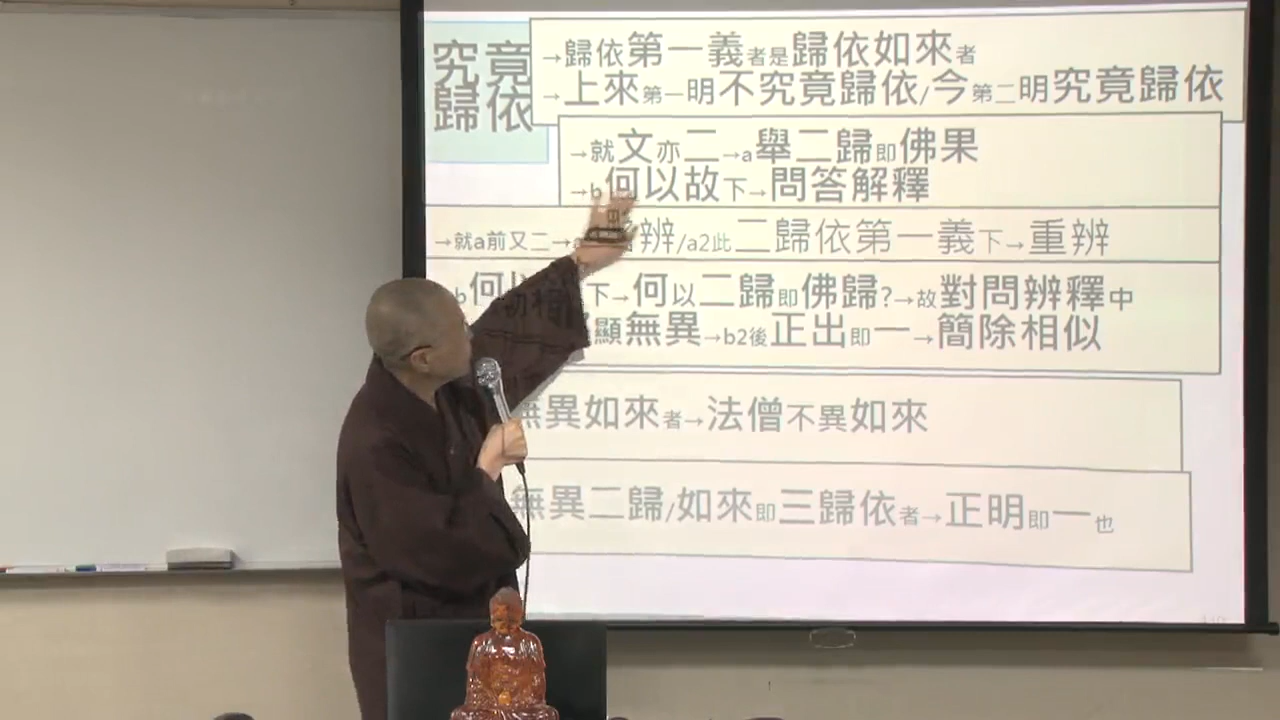 究竟
歸依
→歸依第一義者是歸依如來者
→上來第一明不究竟歸依/今第二明究竟歸依
→就文亦二→a舉二歸即佛果
→b何以故下→問答解釋
→就a前又二→辨/a2此二歸依第一義下→重辨
b何下→何以二歸即佛歸?→故對問辨釋中
顯無異→b2後正出即一→簡除相似
無異如來者→法僧不異如來
無異二歸/如來即三歸依者→正明即一也